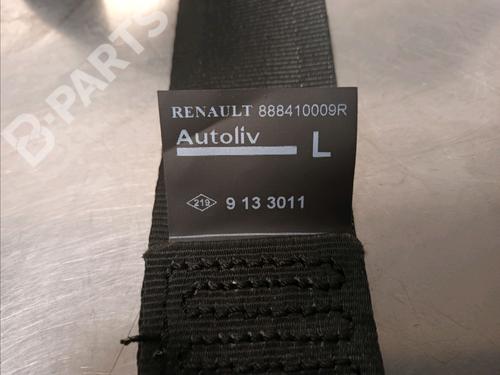 B-PARTS
RENAULT 888410009R
Autoliv L
219 9 13 3011